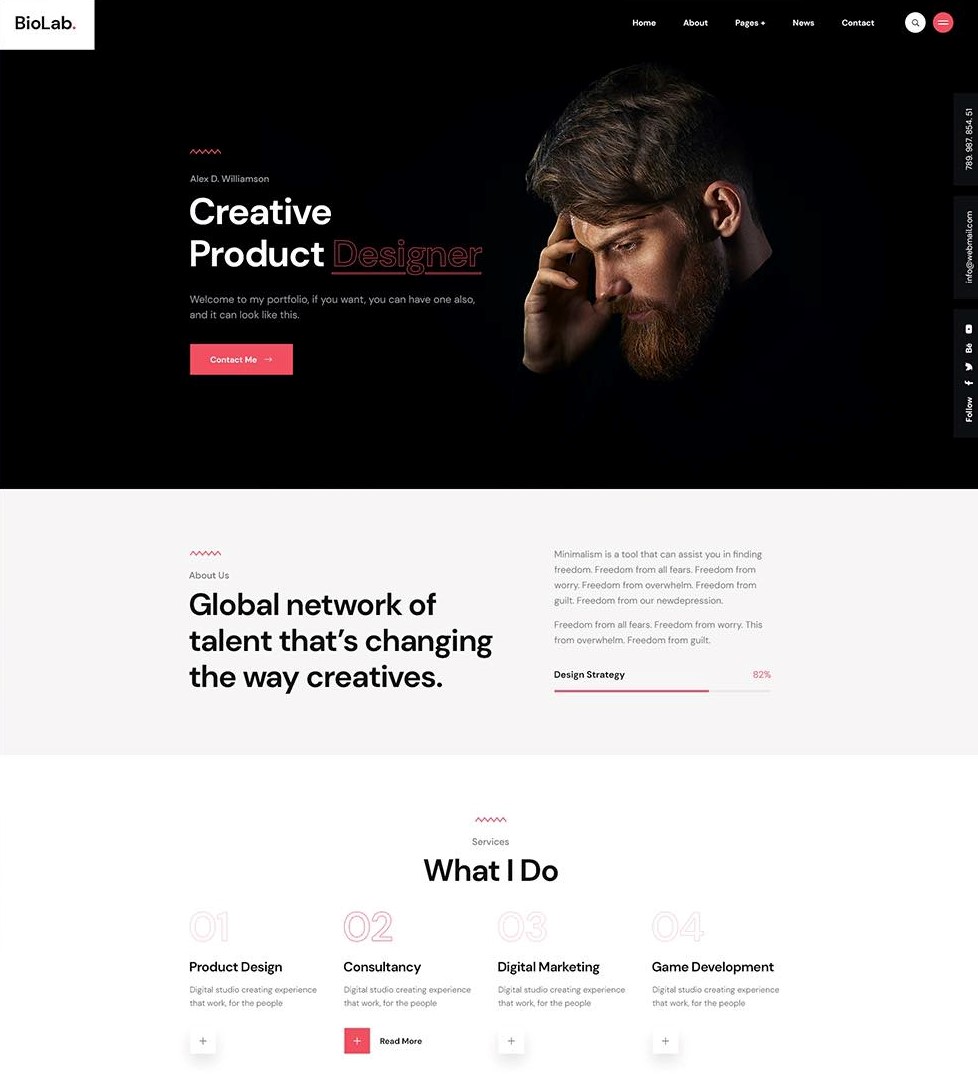 BioLab.
Home About Pages + News Contact
789. 987. 854. 51
info@webmail.com
Follow
Bē
Alex D. Williamson
Creative
Product Designer
Welcome to my portfolio, if you want, you can have one also,
and it can look like this.
Contact Me →
About Us
Global network of
talent that’s changing
the way creatives.
Minimalism is a tool that can assist you in finding
freedom. Freedom from all fears. Freedom from
worry. Freedom from overwhelm. Freedom from
guilt. Freedom from our newdepression.
Freedom from all fears. Freedom from worry. This
from overwhelm. Freedom from guilt.
Design Strategy 82%
Services
What I Do
01
Product Design
Digital studio creating experience
that work, for the people
+
02
Consultancy
Digital studio creating experience
that work, for the people
+ Read More
03
Digital Marketing
Digital studio creating experience
that work, for the people
+
04
Game Development
Digital studio creating experience
that work, for the people
+